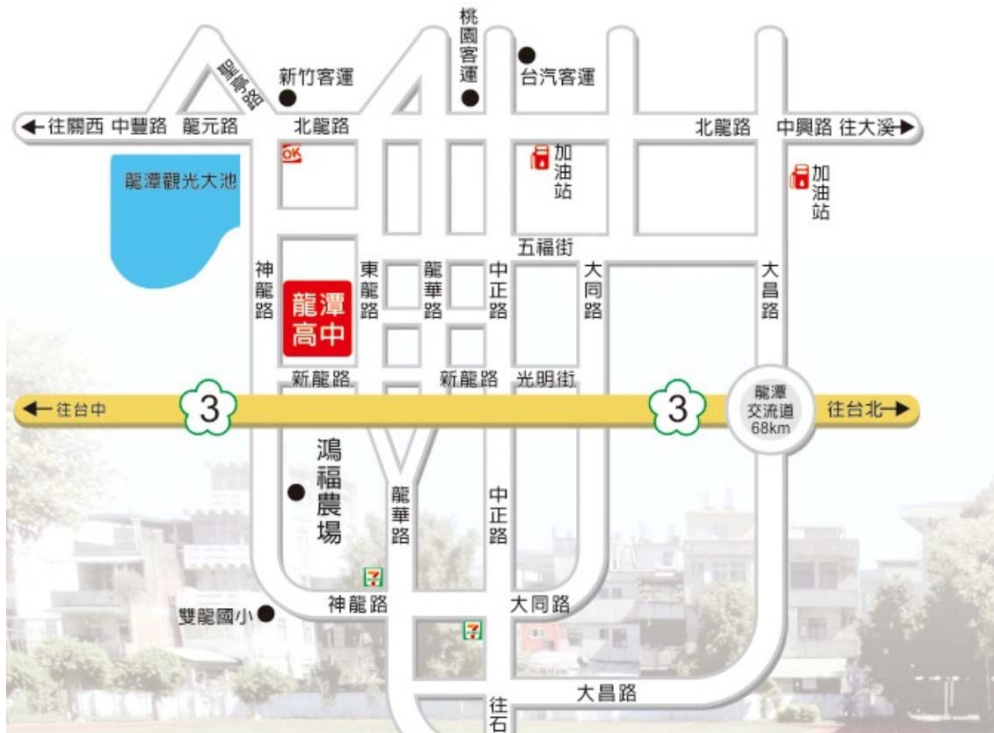 桃園客運
新竹客運
台汽客運
聖亭路
往關西 中豐路 龍元路 北龍路 北龍路 中興路 往大溪
OK
加油站
加油站
龍潭觀光大池
五福街
神龍路
東龍路
龍華路
中正路
大同路
大昌路
龍潭
高中
新龍路 新龍路 光明街
往台中
3
3
龍潭
交流道
68km
往台北
鴻福農場
龍華路
中正路
7
神龍路
大同路
雙龍國小
7
大昌路
往石